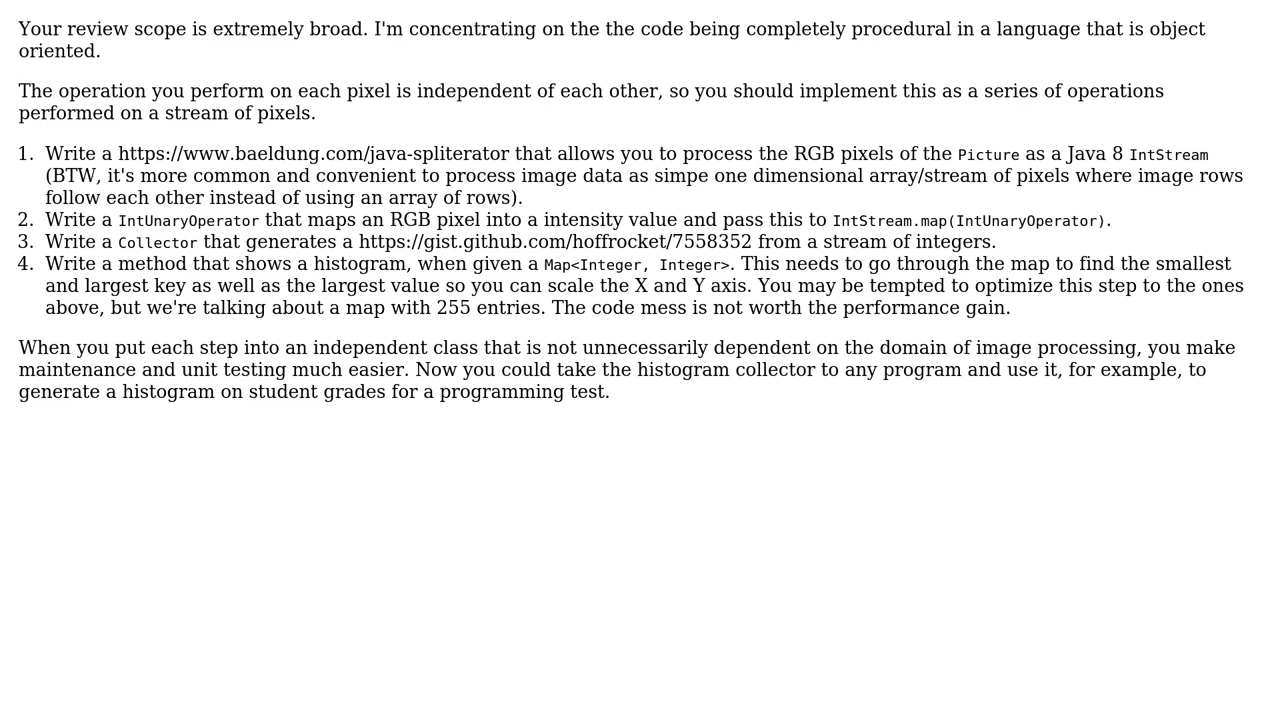 Your review scope is extremely broad. I'm concentrating on the the code being completely procedural in a language that is object
oriented.
The operation you perform on each pixel is independent of each other, so you should implement this as a series of operations
performed on a stream of pixels.
1. Write a https://www.baeldung.com/java-spliterator that allows you to process the RGB pixels of the Picture as a Java 8 IntStream
(BTW, it's more common and convenient to process image data as simpe one dimensional array/stream of pixels where image rows
follow each other instead of using an array of rows).
2. Write a IntUnaryOperator that maps an RGB pixel into a intensity value and pass this to IntStream.map(IntUnaryOperator).
3. Write a Collector that generates a https://gist.github.com/hoffrocket/7558352 from a stream of integers.
4. Write a method that shows a histogram, when given a Map<Integer, Integer>. This needs to go through the map to find the smallest
and largest key as well as the largest value so you can scale the X and Y axis. You may be tempted to optimize this step to the ones
above, but we're talking about a map with 255 entries. The code mess is not worth the performance gain.
When you put each step into an independent class that is not unnecessarily dependent on the domain of image processing, you make
maintenance and unit testing much easier. Now you could take the histogram collector to any program and use it, for example, to
generate a histogram on student grades for a programming test.